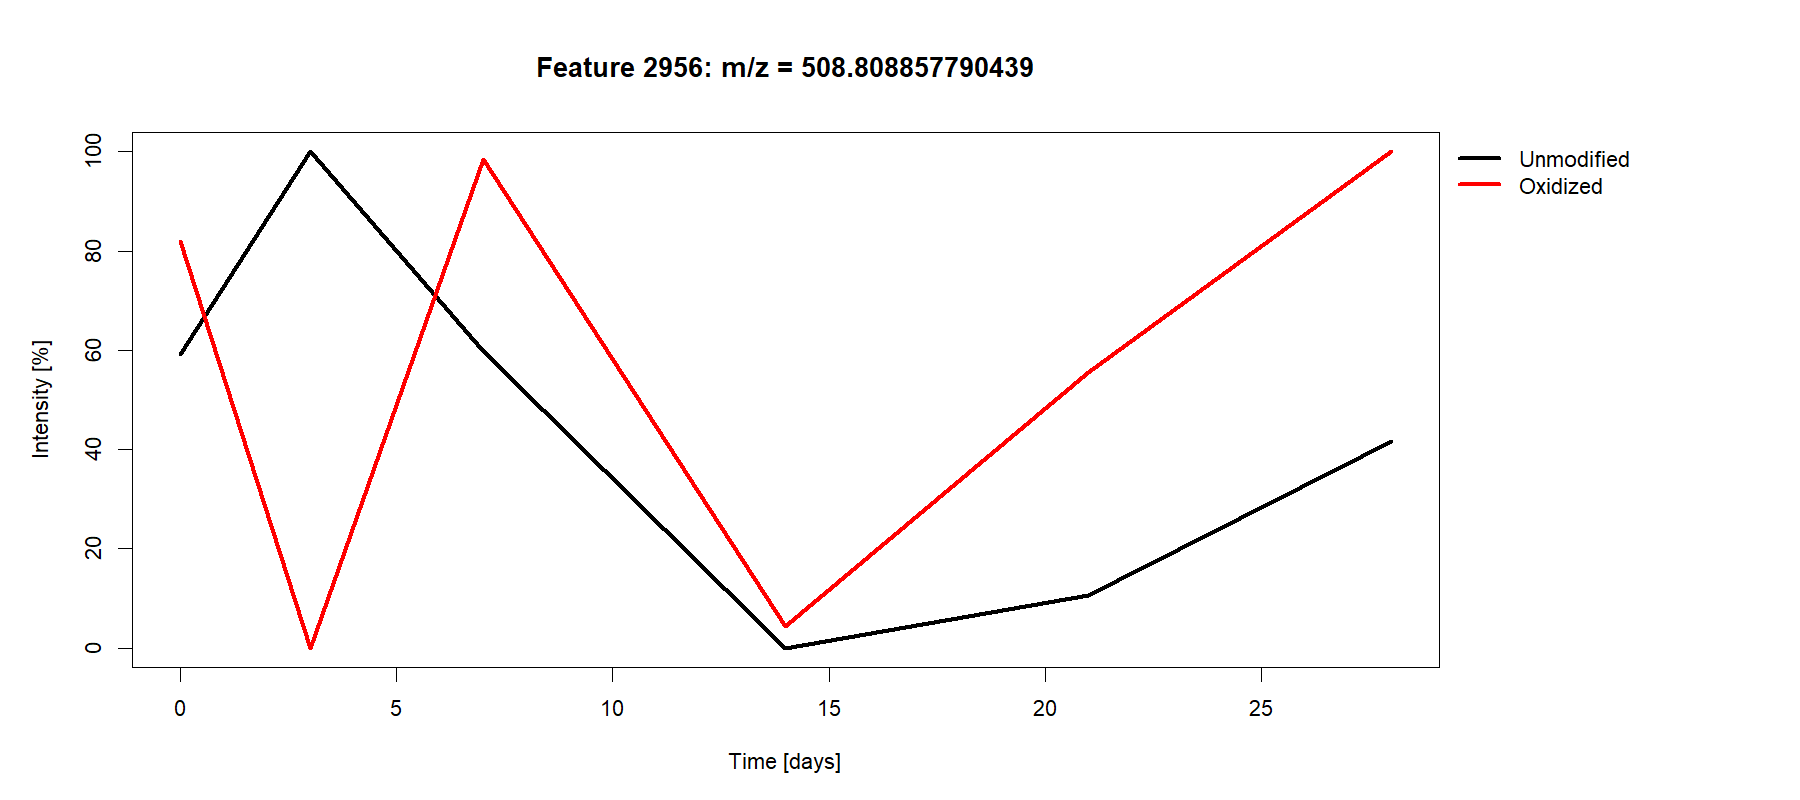 Feature 2956: m/z = 508.808857790439
Unmodified
Oxidized
Intensity [%]
100
80
60
40
20
0
0 5 10 15 20 25
Time [days]